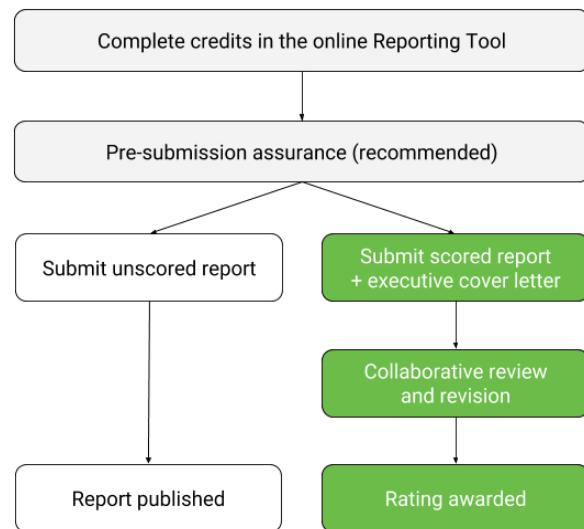 Complete credits in the online Reporting Tool
Pre-submission assurance (recommended)
Submit unscored report
Submit scored report
+ executive cover letter
Collaborative review
and revision
Report published
Rating awarded